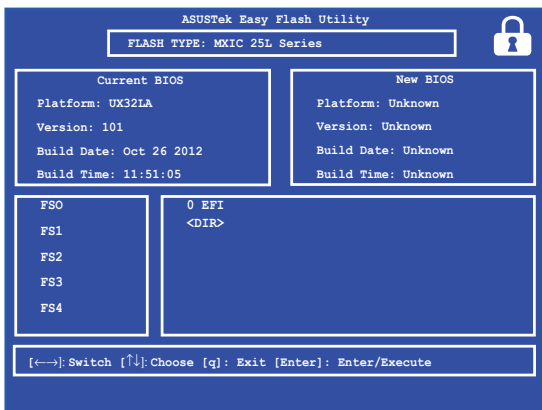 ASUSTek Easy Flash Utility
FLASH TYPE: MXIC 25L Series
Current BIOS
Platform: UX32LA
Version: 101
Build Date: Oct 26 2012
Build Time: 11:51:05
New BIOS
Platform: Unknown
Version: Unknown
Build Date: Unknown
Build Time: Unknown
FSO
FS1
FS2
FS3
FS4
0 EFI
<DIR>
[←→]: Switch [↑↓]: Choose [q]: Exit [Enter]: Enter/Execute